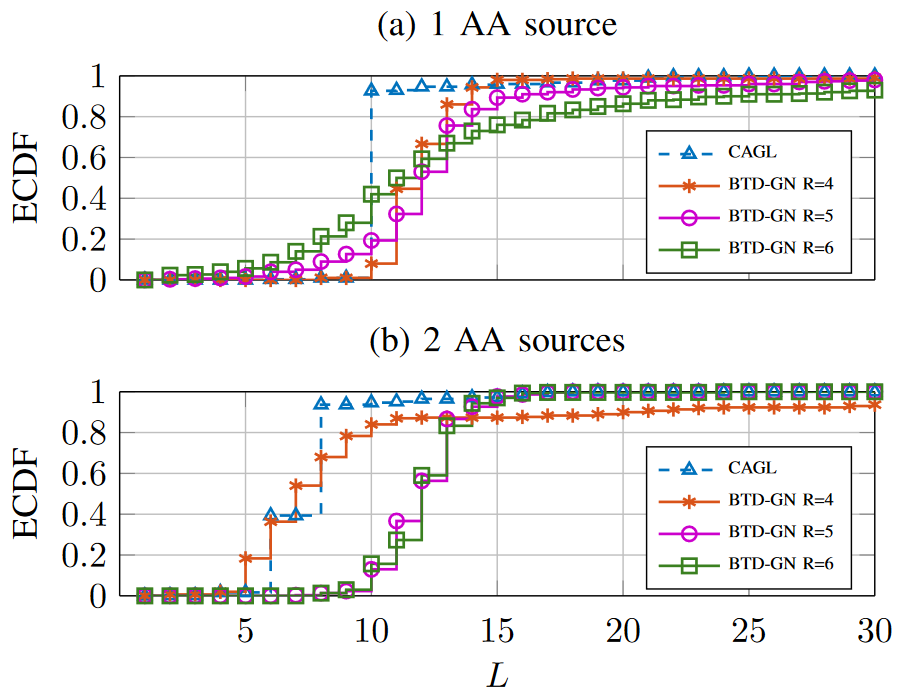 (a) 1 AA source
1
0.8
0.6
0.4
0.2
0
ECDF
CAGL
BTD-GN R=4
BTD-GN R=5
BTD-GN R=6
(b) 2 AA sources
1
0.8
0.6
0.4
0.2
0
ECDF
CAGL
BTD-GN R=4
BTD-GN R=5
BTD-GN R=6
5 10 15 20 25 30
L